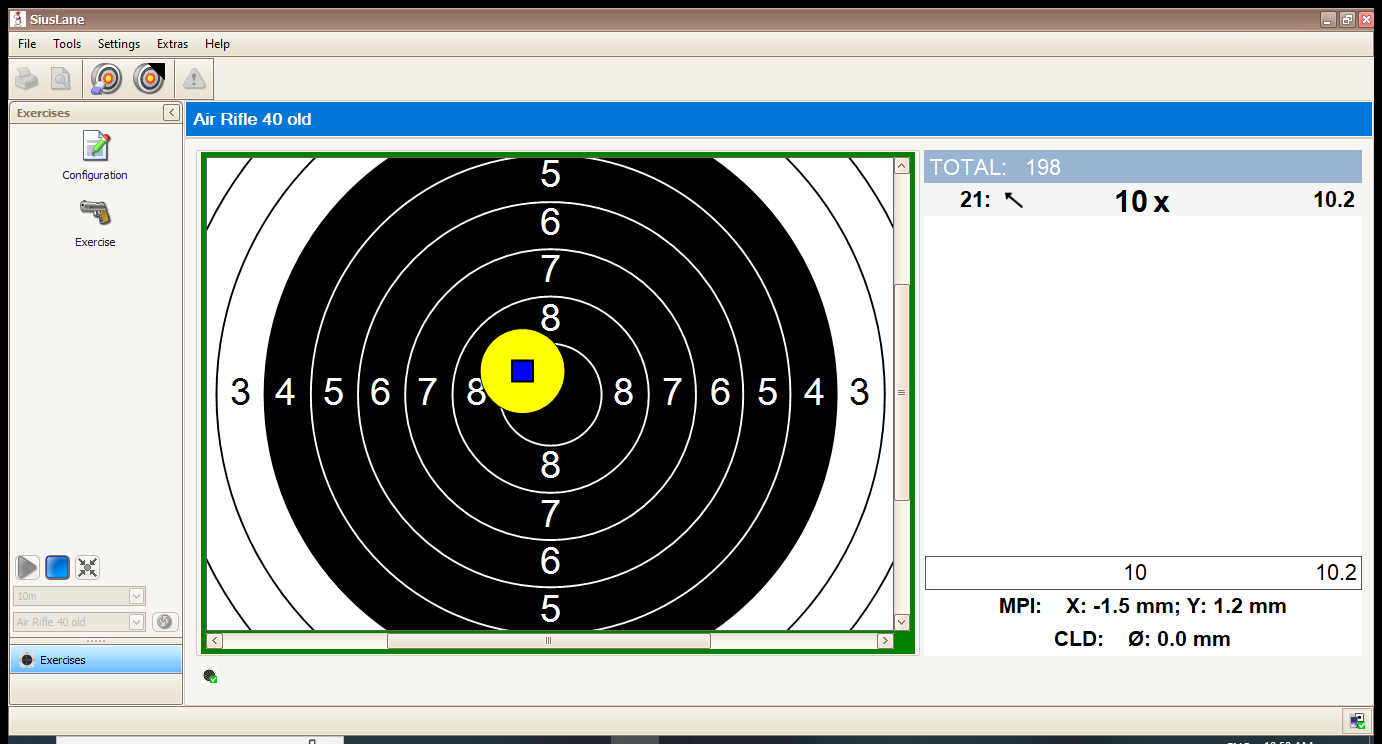 SiusLane
File Tools Settings Extras Help
Exercises
Configuration
Exercise
10m
Air Rifle 40 old
Exercises
Air Rifle 40 old
5
6
7
8
3 4 5 6 7 8 8 7 6 5 4 3
8
7
6
5
TOTAL: 198
21: 10 x 10.2
10 10.2
MPI: X: -1.5 mm; Y: 1.2 mm
CLD: Ø: 0.0 mm